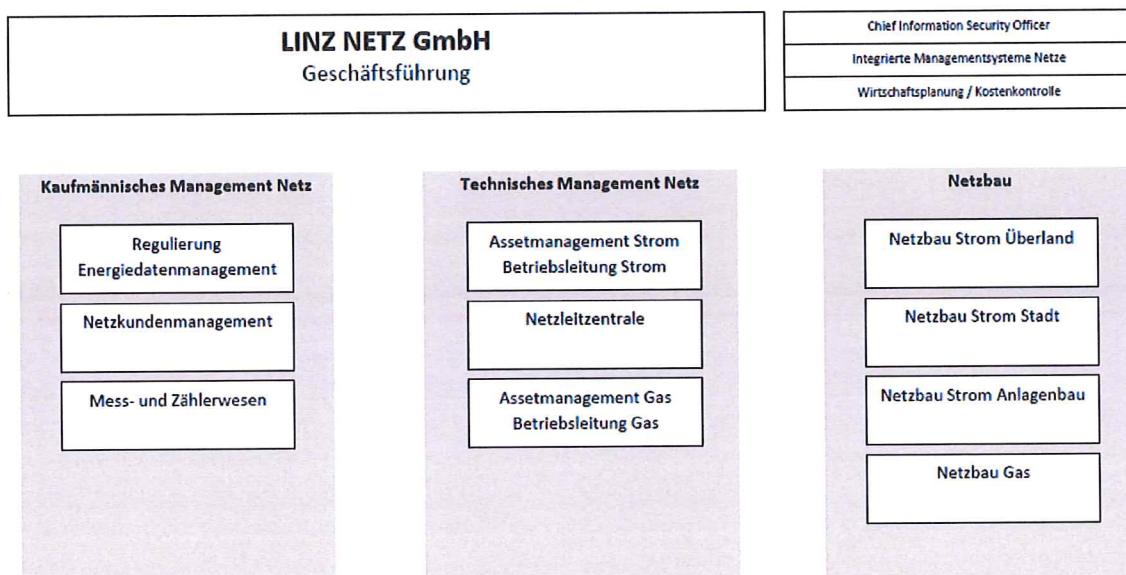 LINZ NETZ GmbH
Geschäftsführung
Chief Information Security Officer
Integrierte Managementsysteme Netze
Wirtschaftsplanung / Kostenkontrolle
Kaufmännisches Management Netz
Regulierung
Energiedatenmanagement
Netzkundenmanagement
Mess- und Zählerwesen
Technisches Management Netz
Assetmanagement Strom
Betriebsleitung Strom
Netzleitzentrale
Assetmanagement Gas
Betriebsleitung Gas
Netzbau
Netzbau Strom Überland
Netzbau Strom Stadt
Netzbau Strom Anlagenbau
Netzbau Gas